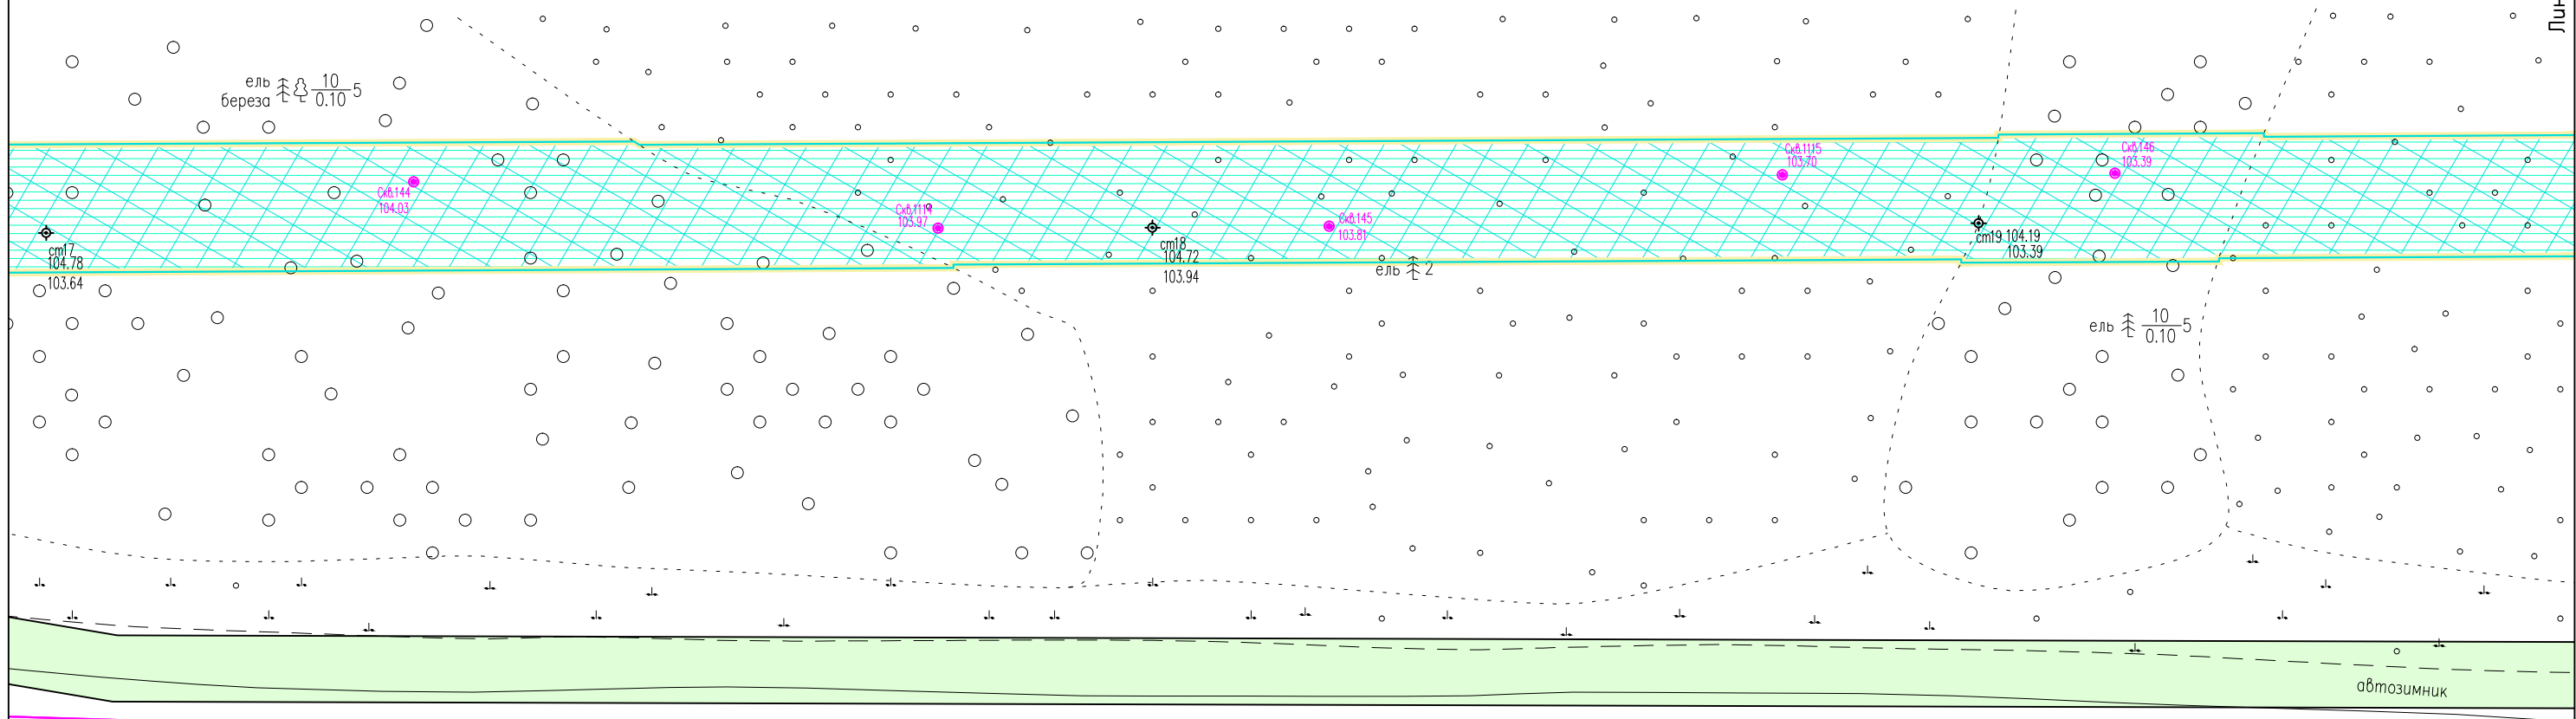 Лин
ель
береза
10
0.10
5
Скв.144
104.03
Скв.1114
103.97
Скв.145
103.81
Скв.1115
103.70
Скв.146
103.39
ст17
104.78
103.64
ст18
104.72
103.94
ель 2
ст19 104.19
103.39
ель
10
0.10
5
автозимник